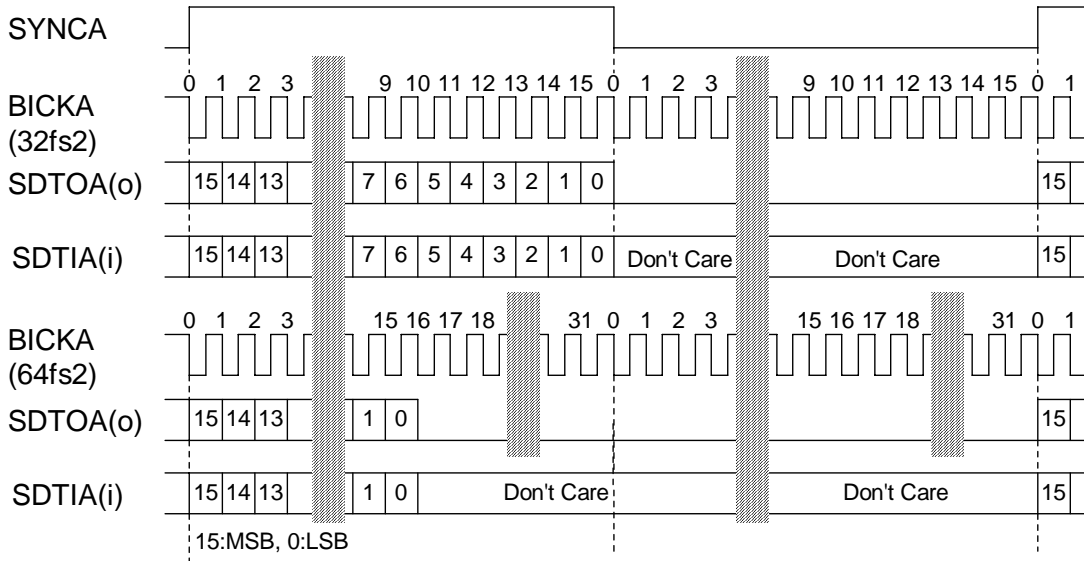 SYNCA
0 1 2 3 9 10 11 12 13 14 15 0 1 2 3 9 10 11 12 13 14 15 0 1
BICKA
(32fs2)
SDTOA(o) 15 14 13 7 6 5 4 3 2 1 0 15
SDTIA(i) 15 14 13 7 6 5 4 3 2 1 0 Don't Care Don't Care 15
0 1 2 3 15 16 17 18 31 0 1 2 3 15 16 17 18 31 0 1
BICKA
(64fs2)
SDTOA(o) 15 14 13 1 0 15
SDTIA(i) 15 14 13 1 0 Don't Care Don't Care 15
15:MSB, 0:LSB